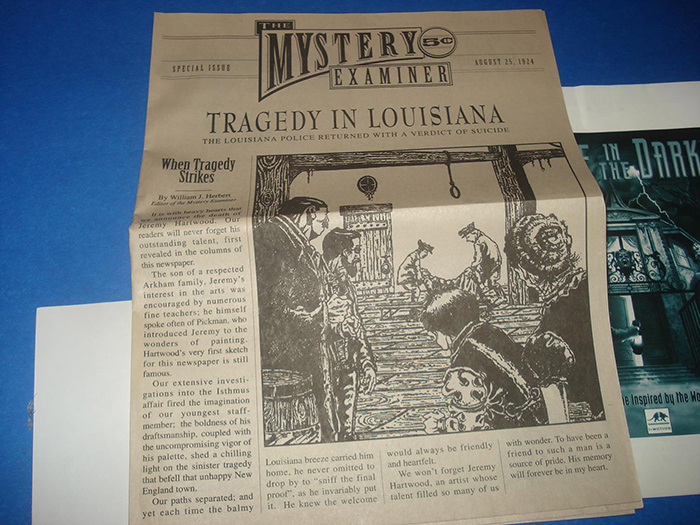 THE
MYSTERY
5¢
EXAMINER
SPECIAL ISSUE
AUGUST 25, 1924
TRAGEDY IN LOUISIANA
THE LOUISIANA POLICE RETURNED WITH A VERDICT OF SUICIDE
When Tragedy
Strikes
By William J. Herbert
Editor of the Mystery Examiner
It is with heavy hearts that
we announce the death of
Jeremy Hartwood. Our
readers will never forget his
outstanding talent, first
revealed in the columns of
this newspaper.
The son of a respected
Arkham family, Jeremy's
interest in the arts was
encouraged by numerous
fine teachers; he himself
spoke often of Pickman, who
introduced Jeremy to the
wonders of painting.
Hartwood's very first sketch
for this newspaper is still
famous.
Our extensive investi-
gations into the Isthmus
affair fired the imagination
of our youngest staff-
member; the boldness of his
draftsmanship, coupled with
the uncompromising vigor of
his palette, shed a chilling
light on the sinister tragedy
that befell that unhappy New
England town.
Our paths separated; and
yet each time the balmy
Louisiana breeze carried him
home, he never omitted to
drop by to "sniff the final
proof", as he invariably put
it. He knew the welcome
would always be friendly
and heartfelt.
We won't forget Jeremy
Hartwood, an artist whose
talent filled so many of us
with wonder. To have been a
friend to such a man is a
source of pride. His memory
will forever be in my heart.
IN
THE DARK
Inspired by the